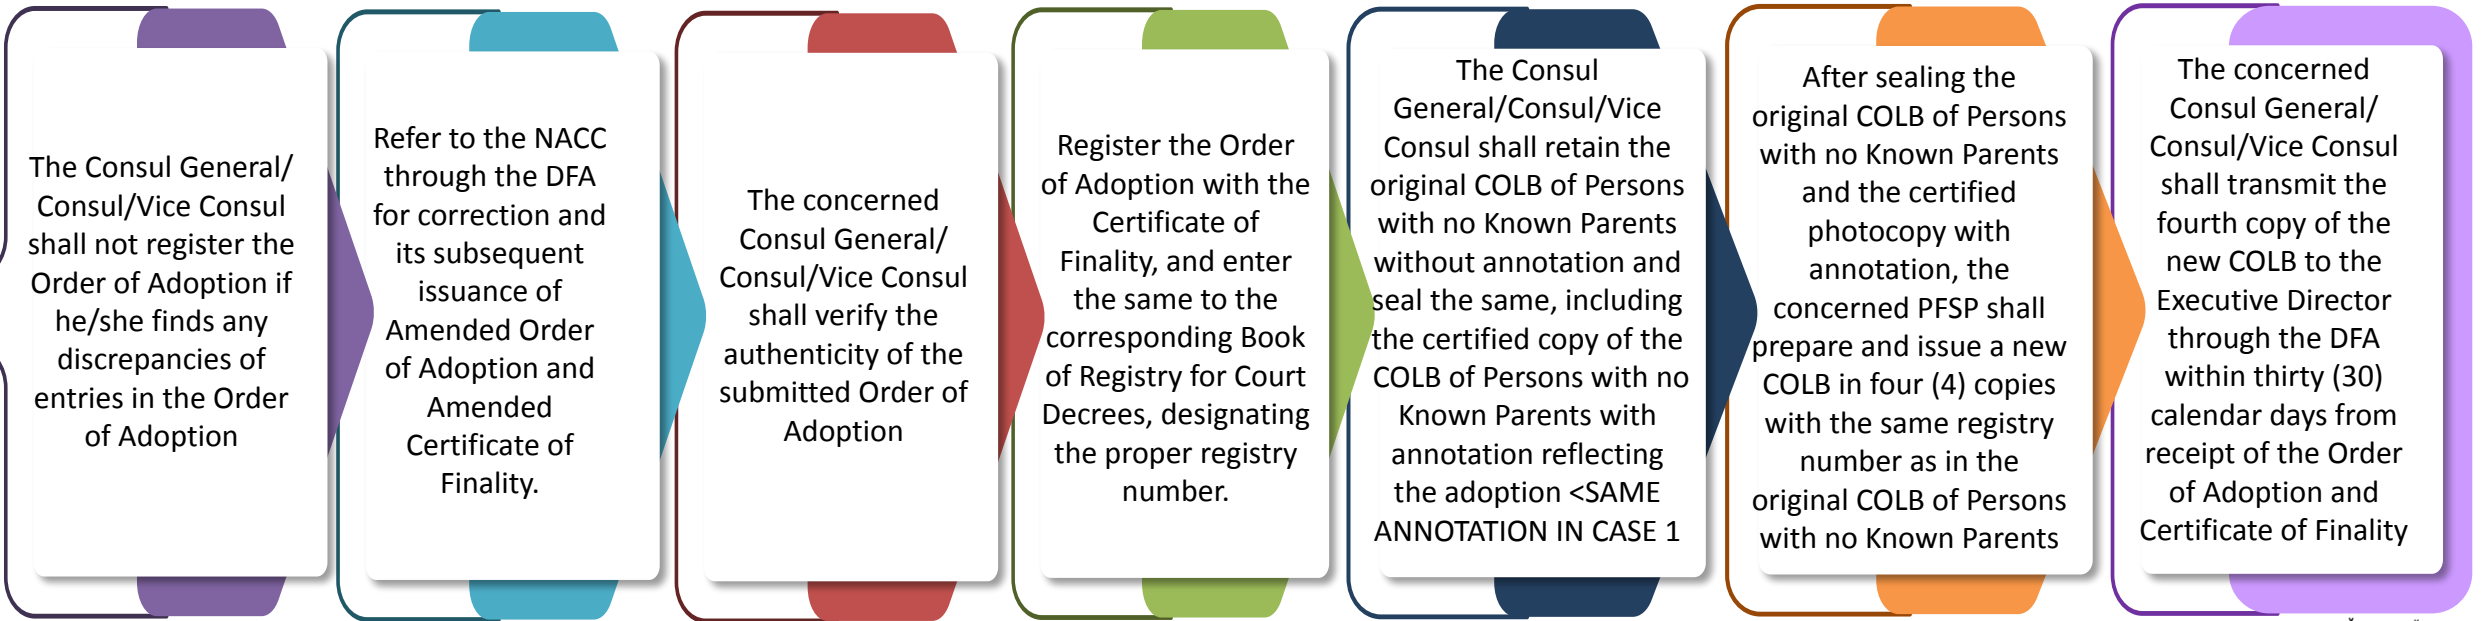 The Consul General/
Consul/Vice Consul
shall not register the
Order of Adoption if
he/she finds any
discrepancies of
entries in the Order
of Adoption
Refer to the NACC
through the DFA
for correction and
its subsequent
issuance of
Amended Order
of Adoption and
Amended
Certificate of
Finality.
The concerned
Consul General/
Consul/Vice Consul
shall verify the
authenticity of the
submitted Order of
Adoption
Register the Order
of Adoption with the
Certificate of
Finality, and enter
the same to the
corresponding Book
of Registry for Court
Decrees, designating
the proper registry
number.
The Consul
General/Consul/Vice
Consul shall retain the
original COLB of Persons
with no Known Parents
without annotation and
seal the same, including
the certified copy of the
COLB of Persons with no
Known Parents with
annotation reflecting
the adoption <SAME
ANNOTATION IN CASE 1
After sealing the
original COLB of Persons
with no Known Parents
and the certified
photocopy with
annotation, the
concerned PFSP shall
prepare and issue a new
COLB in four (4) copies
with the same registry
number as in the
original COLB of Persons
with no Known Parents
The concerned
Consul General/
Consul/Vice Consul
shall transmit the
fourth copy of the
new COLB to the
Executive Director
through the DFA
within thirty (30)
calendar days from
receipt of the Order
of Adoption and
Certificate of Finality